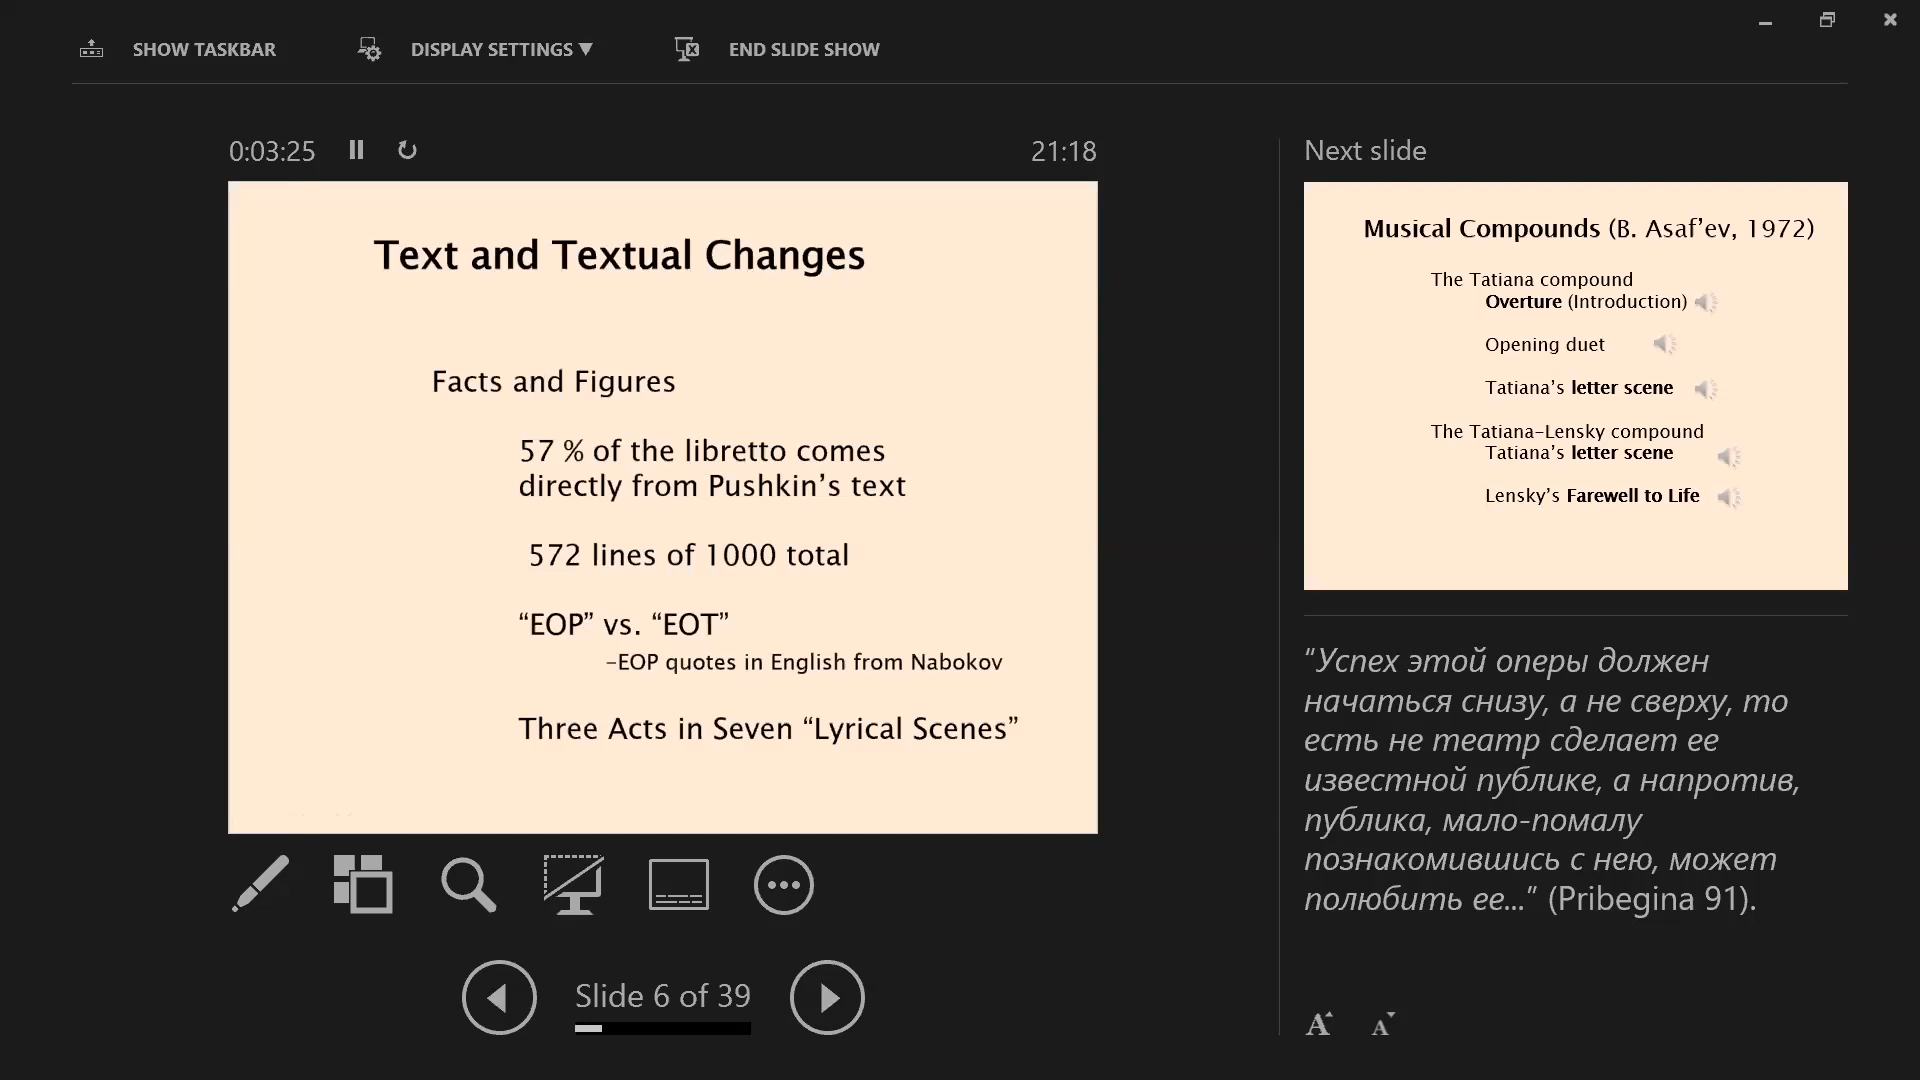 SHOW TASKBAR
DISPLAY SETTINGS ▼
END SLIDE SHOW
0:03:25
21:18
Text and Textual Changes
Facts and Figures
57 % of the libretto comes
directly from Pushkin’s text
572 lines of 1000 total
“EOP” vs. “EOT”
–EOP quotes in English from Nabokov
Three Acts in Seven “Lyrical Scenes”
Slide 6 of 39
Next slide
Musical Compounds (B. Asaf’ev, 1972)
The Tatiana compound
Overture (Introduction)
Opening duet
Tatiana’s letter scene
The Tatiana–Lensky compound
Tatiana’s letter scene
Lensky’s Farewell to Life
“Успех этой оперы должен
начаться снизу, а не сверху, то
есть не театр сделает ее
известной публике, а напротив,
публика, мало-помалу
познакомившись с нею, может
полюбить ее...” (Pribegina 91).
A A